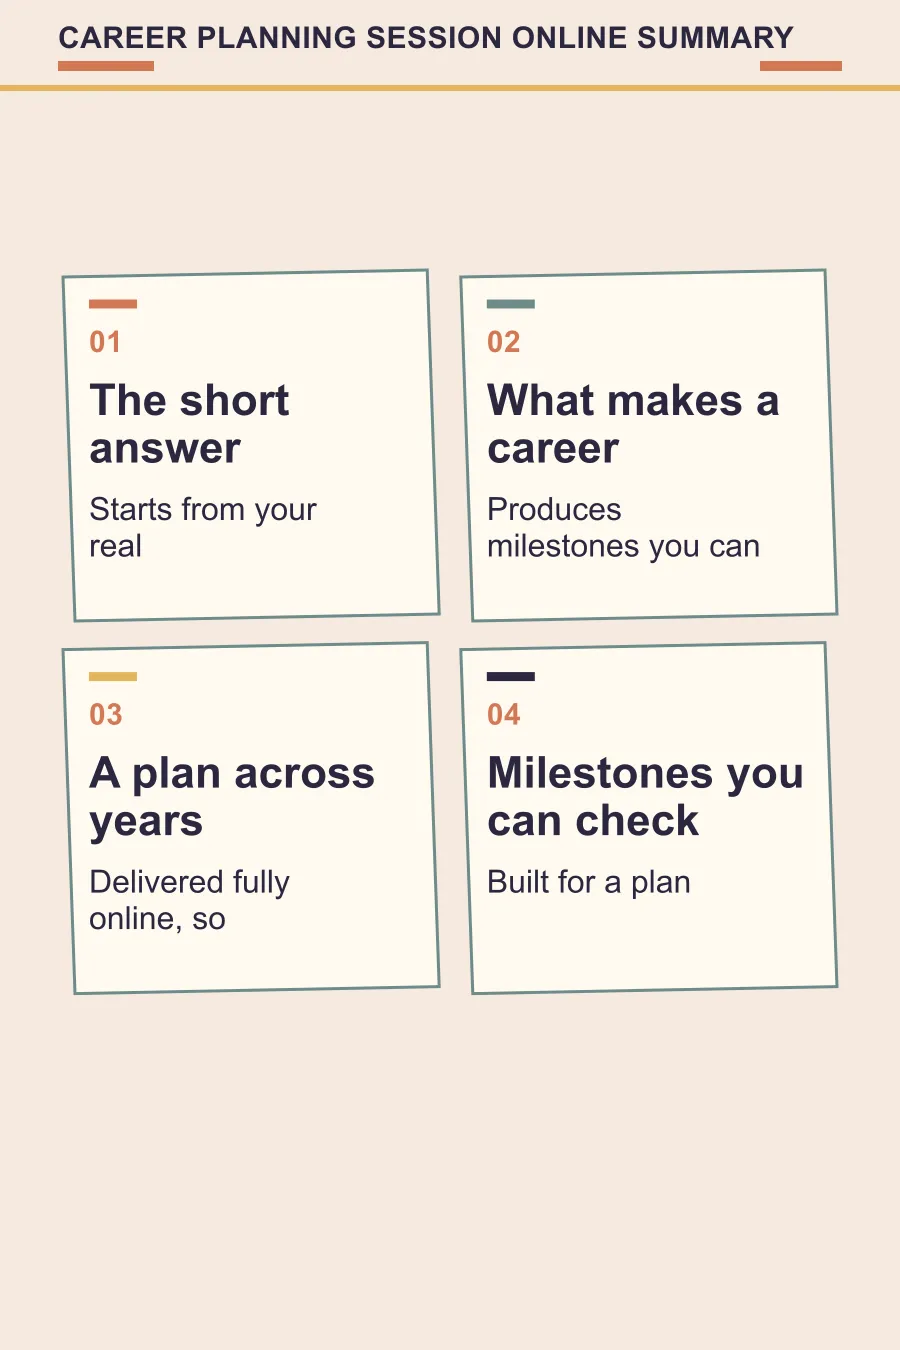 CAREER PLANNING SESSION ONLINE SUMMARY
01
The short
answer
Starts from your
real
02
What makes a
career
Produces
milestones you can
03
A plan across
years
Delivered fully
online, so
04
Milestones you
can check
Built for a plan